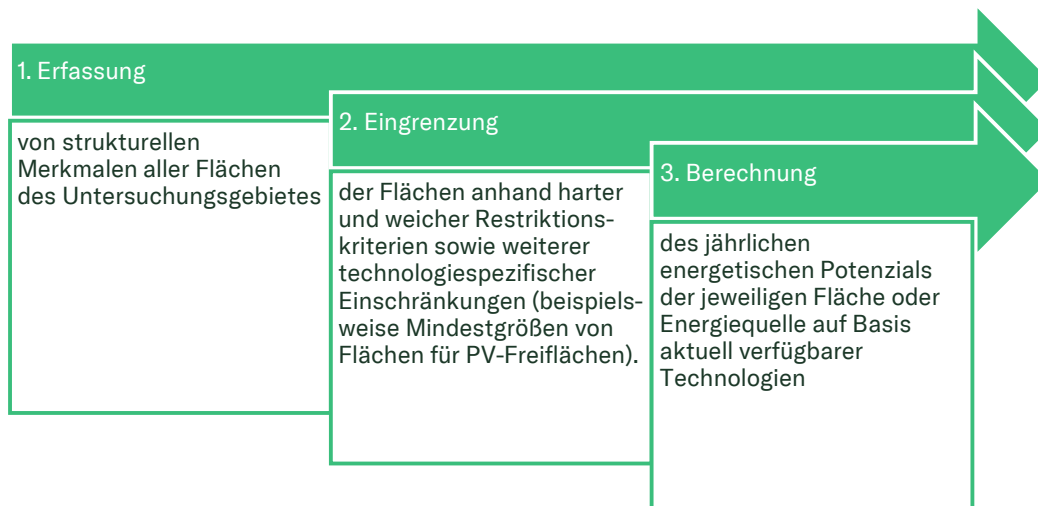 1. Erfassung
von strukturellen
Merkmalen aller Flächen
des Untersuchungsgebietes
2. Eingrenzung
der Flächen anhand harter
und weicher Restriktions-
kriterien sowie weiterer
technologiespezifischer
Einschränkungen (beispiels-
weise Mindestgrößen von
Flächen für PV-Freiflächen).
3. Berechnung
des jährlichen
energetischen Potenzials
der jeweiligen Fläche oder
Energiequelle auf Basis
aktuell verfügbarer
Technologien